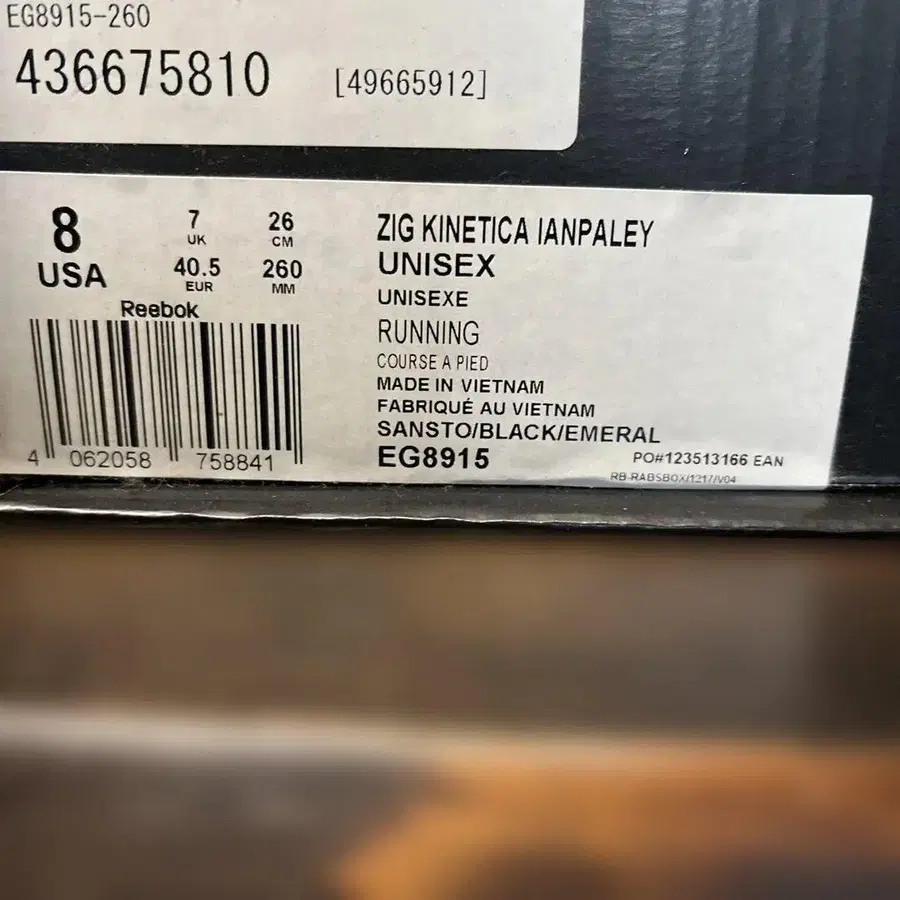 EG8915-260
436675810 [49665912]
8 7 26
UK CM
USA 40.5 260
EUR MM
Reebok
4 062058 758841
ZIG KINETICA IANPALEY
UNISEX
UNISEXE
RUNNING
COURSE A PIED
MADE IN VIETNAM
FABRIQUÉ AU VIETNAM
SANSTO/BLACK/EMERAL
EG8915 PO#123513166 EAN
RB-RABSBOX/1217/V04